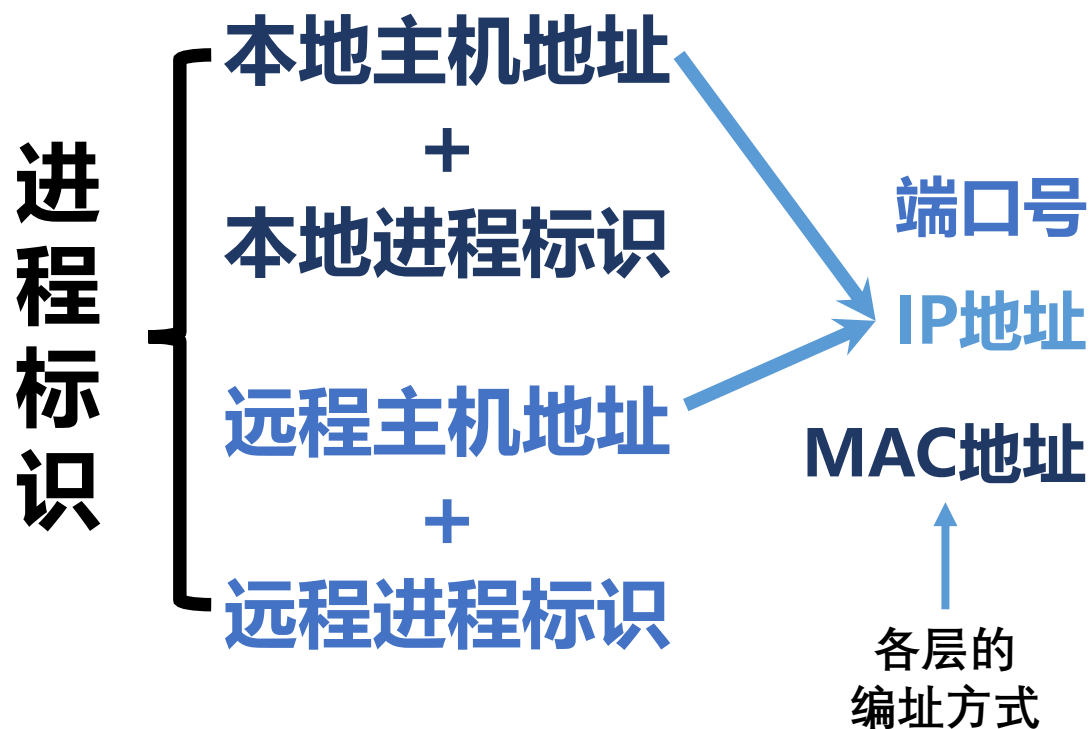 进程标识
本地主机地址
+
本地进程标识
远程主机地址
+
远程进程标识
端口号
IP地址
MAC地址
各层的
编址方式